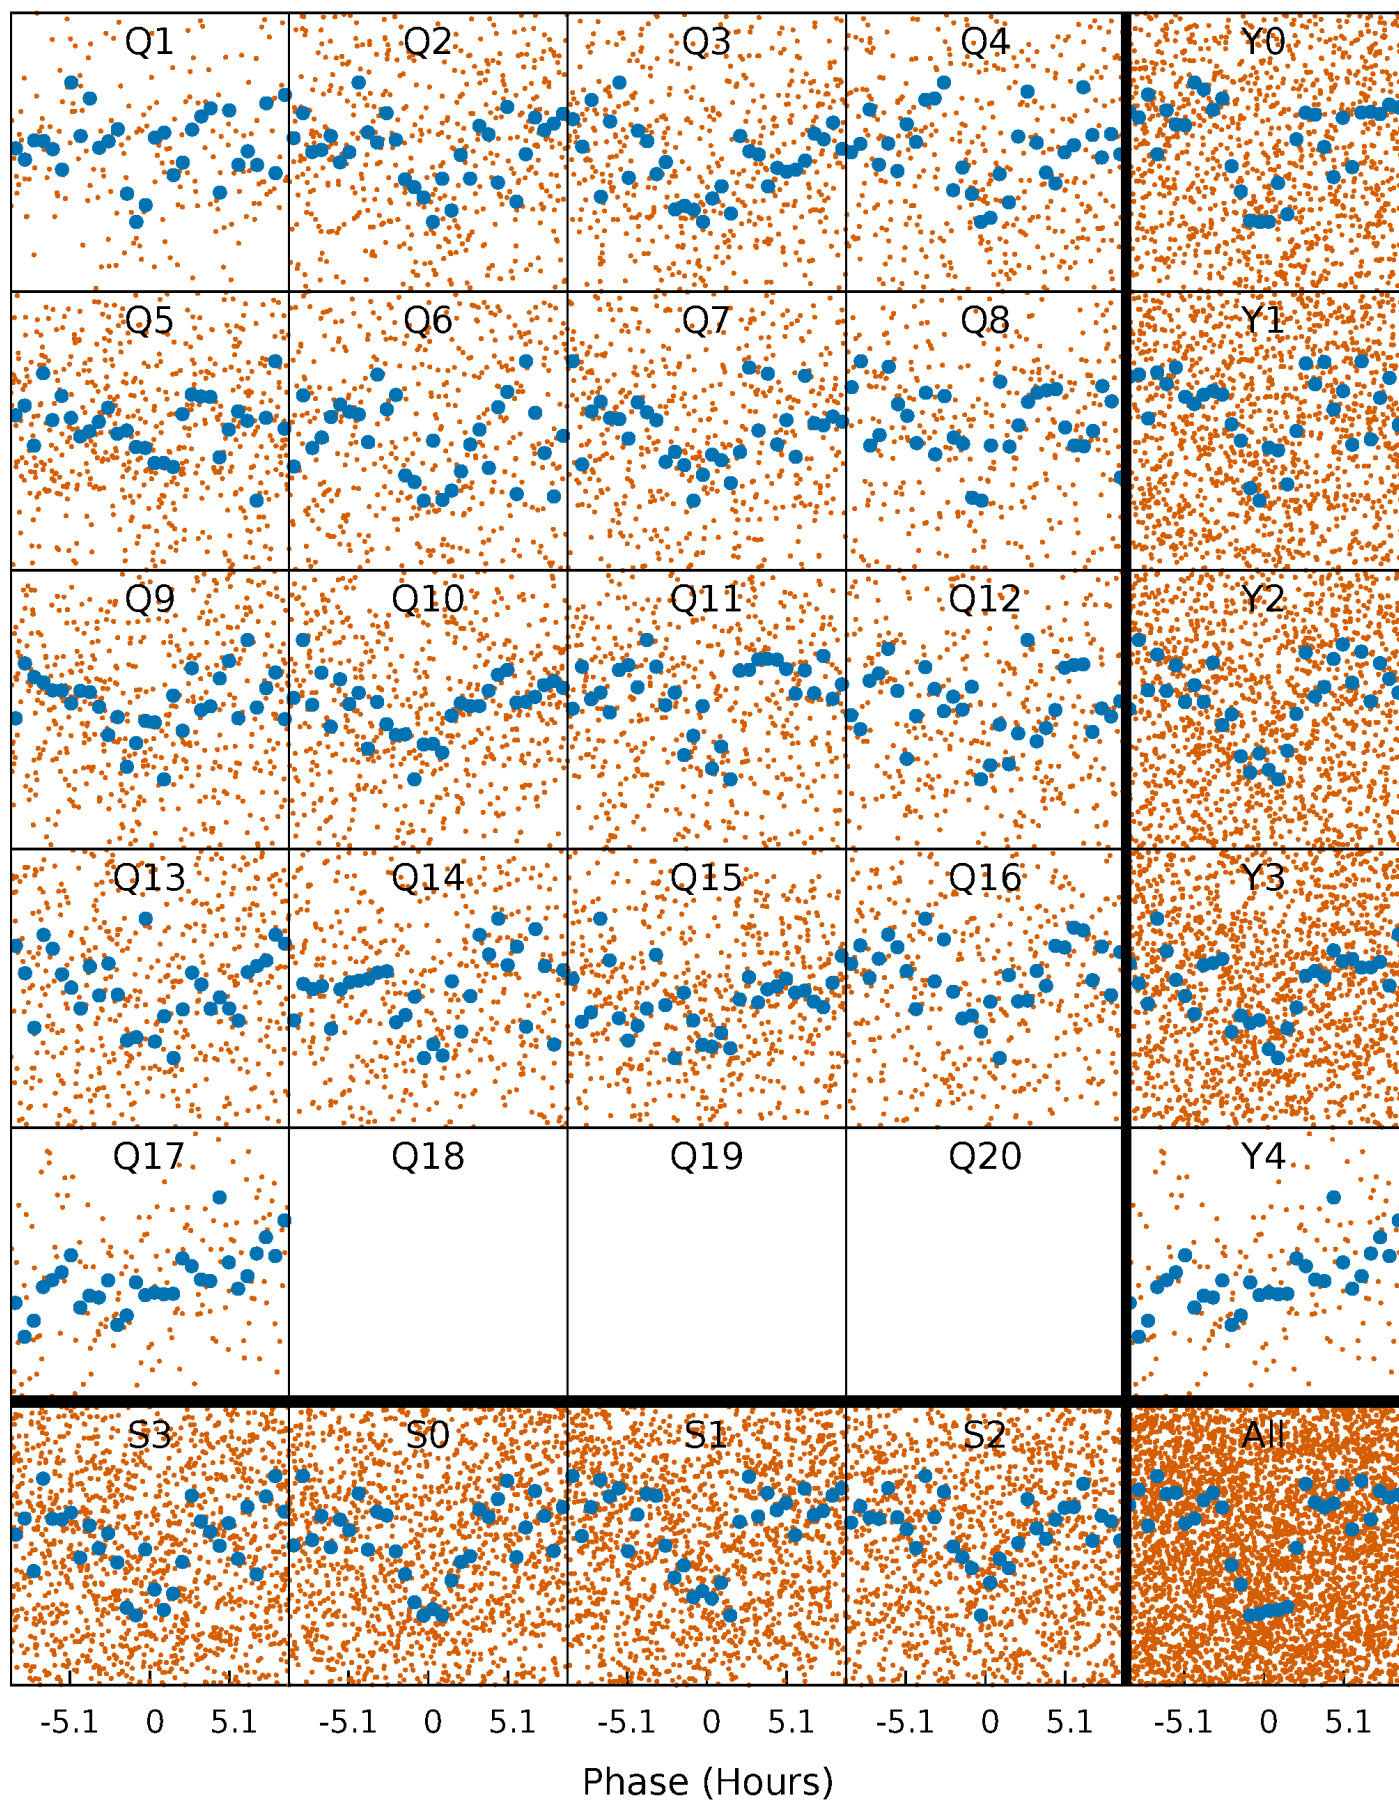 Q1 Q2 Q3 Q4 Y0
Q5 Q6 Q7 Q8 Y1
Q9 Q10 Q11 Q12 Y2
Q13 Q14 Q15 Q16 Y3
Q17 Q18 Q19 Q20 Y4
S3 S0 S1 S2 All
-5.1 0 5.1 -5.1 0 5.1 -5.1 0 5.1 -5.1 0 5.1 -5.1 0 5.1
Phase (Hours)